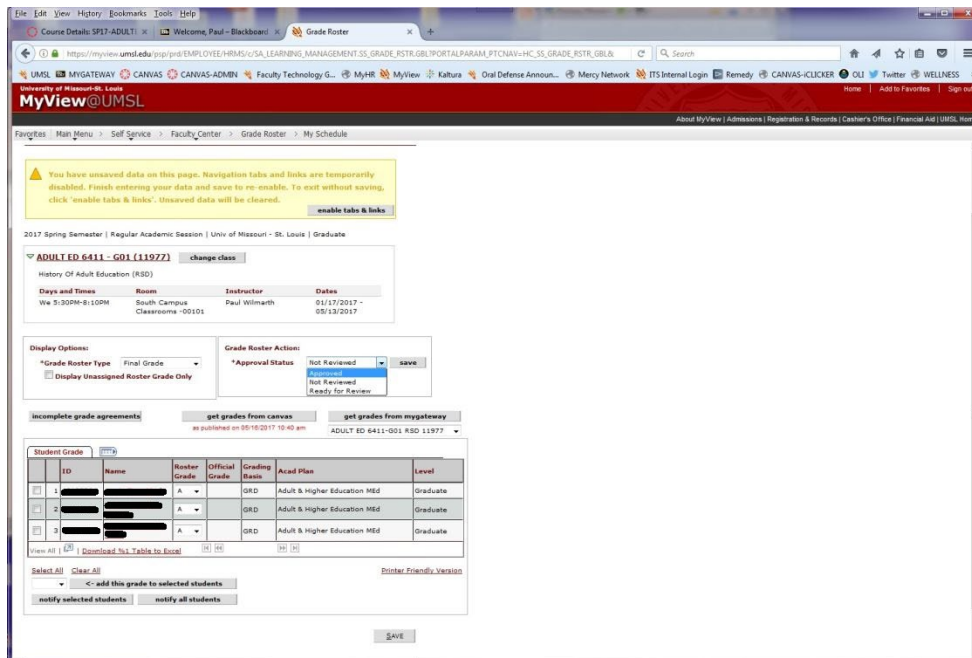 File Edit View History Bookmarks Tools Help
Course Details: SP17-ADULT E × Welcome, Paul – Blackboard × Grade Roster × +
https://myview.umsl.edu/psp/prd/EMPLOYEE/HRMS/c/SA_LEARNING_MANAGEMENT.SS_GRADE_RSTR.GBL?PORTALPARAM_PTCNAV=HC_SS_GRADE_RSTR_GBL& Search
UMSL MYGATEWAY CANVAS CANVAS-ADMIN Faculty Technology G... MyHR MyView Kaltura Oral Defense Announ... Mercy Network ITS Internal Login Remedy CANVAS-iCLICKER OLI Twitter WELLNESS
University of Missouri-St. Louis Home | Add to Favorites | Sign out
MyView@UMSL
About MyView | Admissions | Registration & Records | Cashier's Office | Financial Aid | UMSL Hom
Favorites Main Menu > Self Service > Faculty Center > Grade Roster > My Schedule
You have unsaved data on this page. Navigation tabs and links are temporarily
disabled. Finish entering your data and save to re-enable. To exit without saving,
click 'enable tabs & links'. Unsaved data will be cleared.
enable tabs & links
2017 Spring Semester | Regular Academic Session | Univ of Missouri - St. Louis | Graduate
ADULT ED 6411 - G01 (11977) change class
History Of Adult Education (RSD)
Days and Times Room Instructor Dates
We 5:30PM-8:10PM South Campus Paul Wilmarth 01/17/2017 -
Classrooms -00101 05/13/2017
Display Options: Grade Roster Action:
*Grade Roster Type Final Grade *Approval Status Not Reviewed save
Display Unassigned Roster Grade Only Approved
Not Reviewed
Ready for Review
incomplete grade agreements get grades from canvas get grades from mygateway
as published on 05/16/2017 10:40 am ADULT ED 6411-G01 RSD 11977
Student Grade
ID Name Roster Grade Official Grade Grading Basis Acad Plan Level
1 A GRD Adult & Higher Education MEd Graduate
2 A GRD Adult & Higher Education MEd Graduate
3 A GRD Adult & Higher Education MEd Graduate
View All | Download %1 Table to Excel
Select All Clear All Printer Friendly Version
<- add this grade to selected students
notify selected students notify all students
SAVE